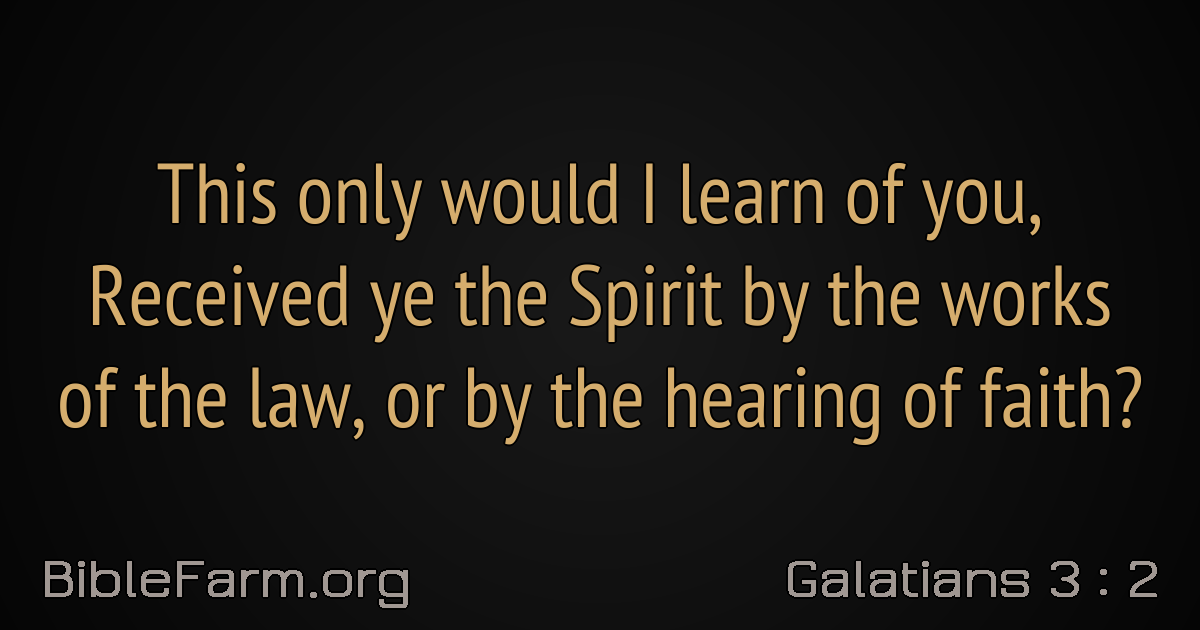 This only would I learn of you,
Received ye the Spirit by the works
of the law, or by the hearing of faith?
BibleFarm.org
Galatians 3 : 2